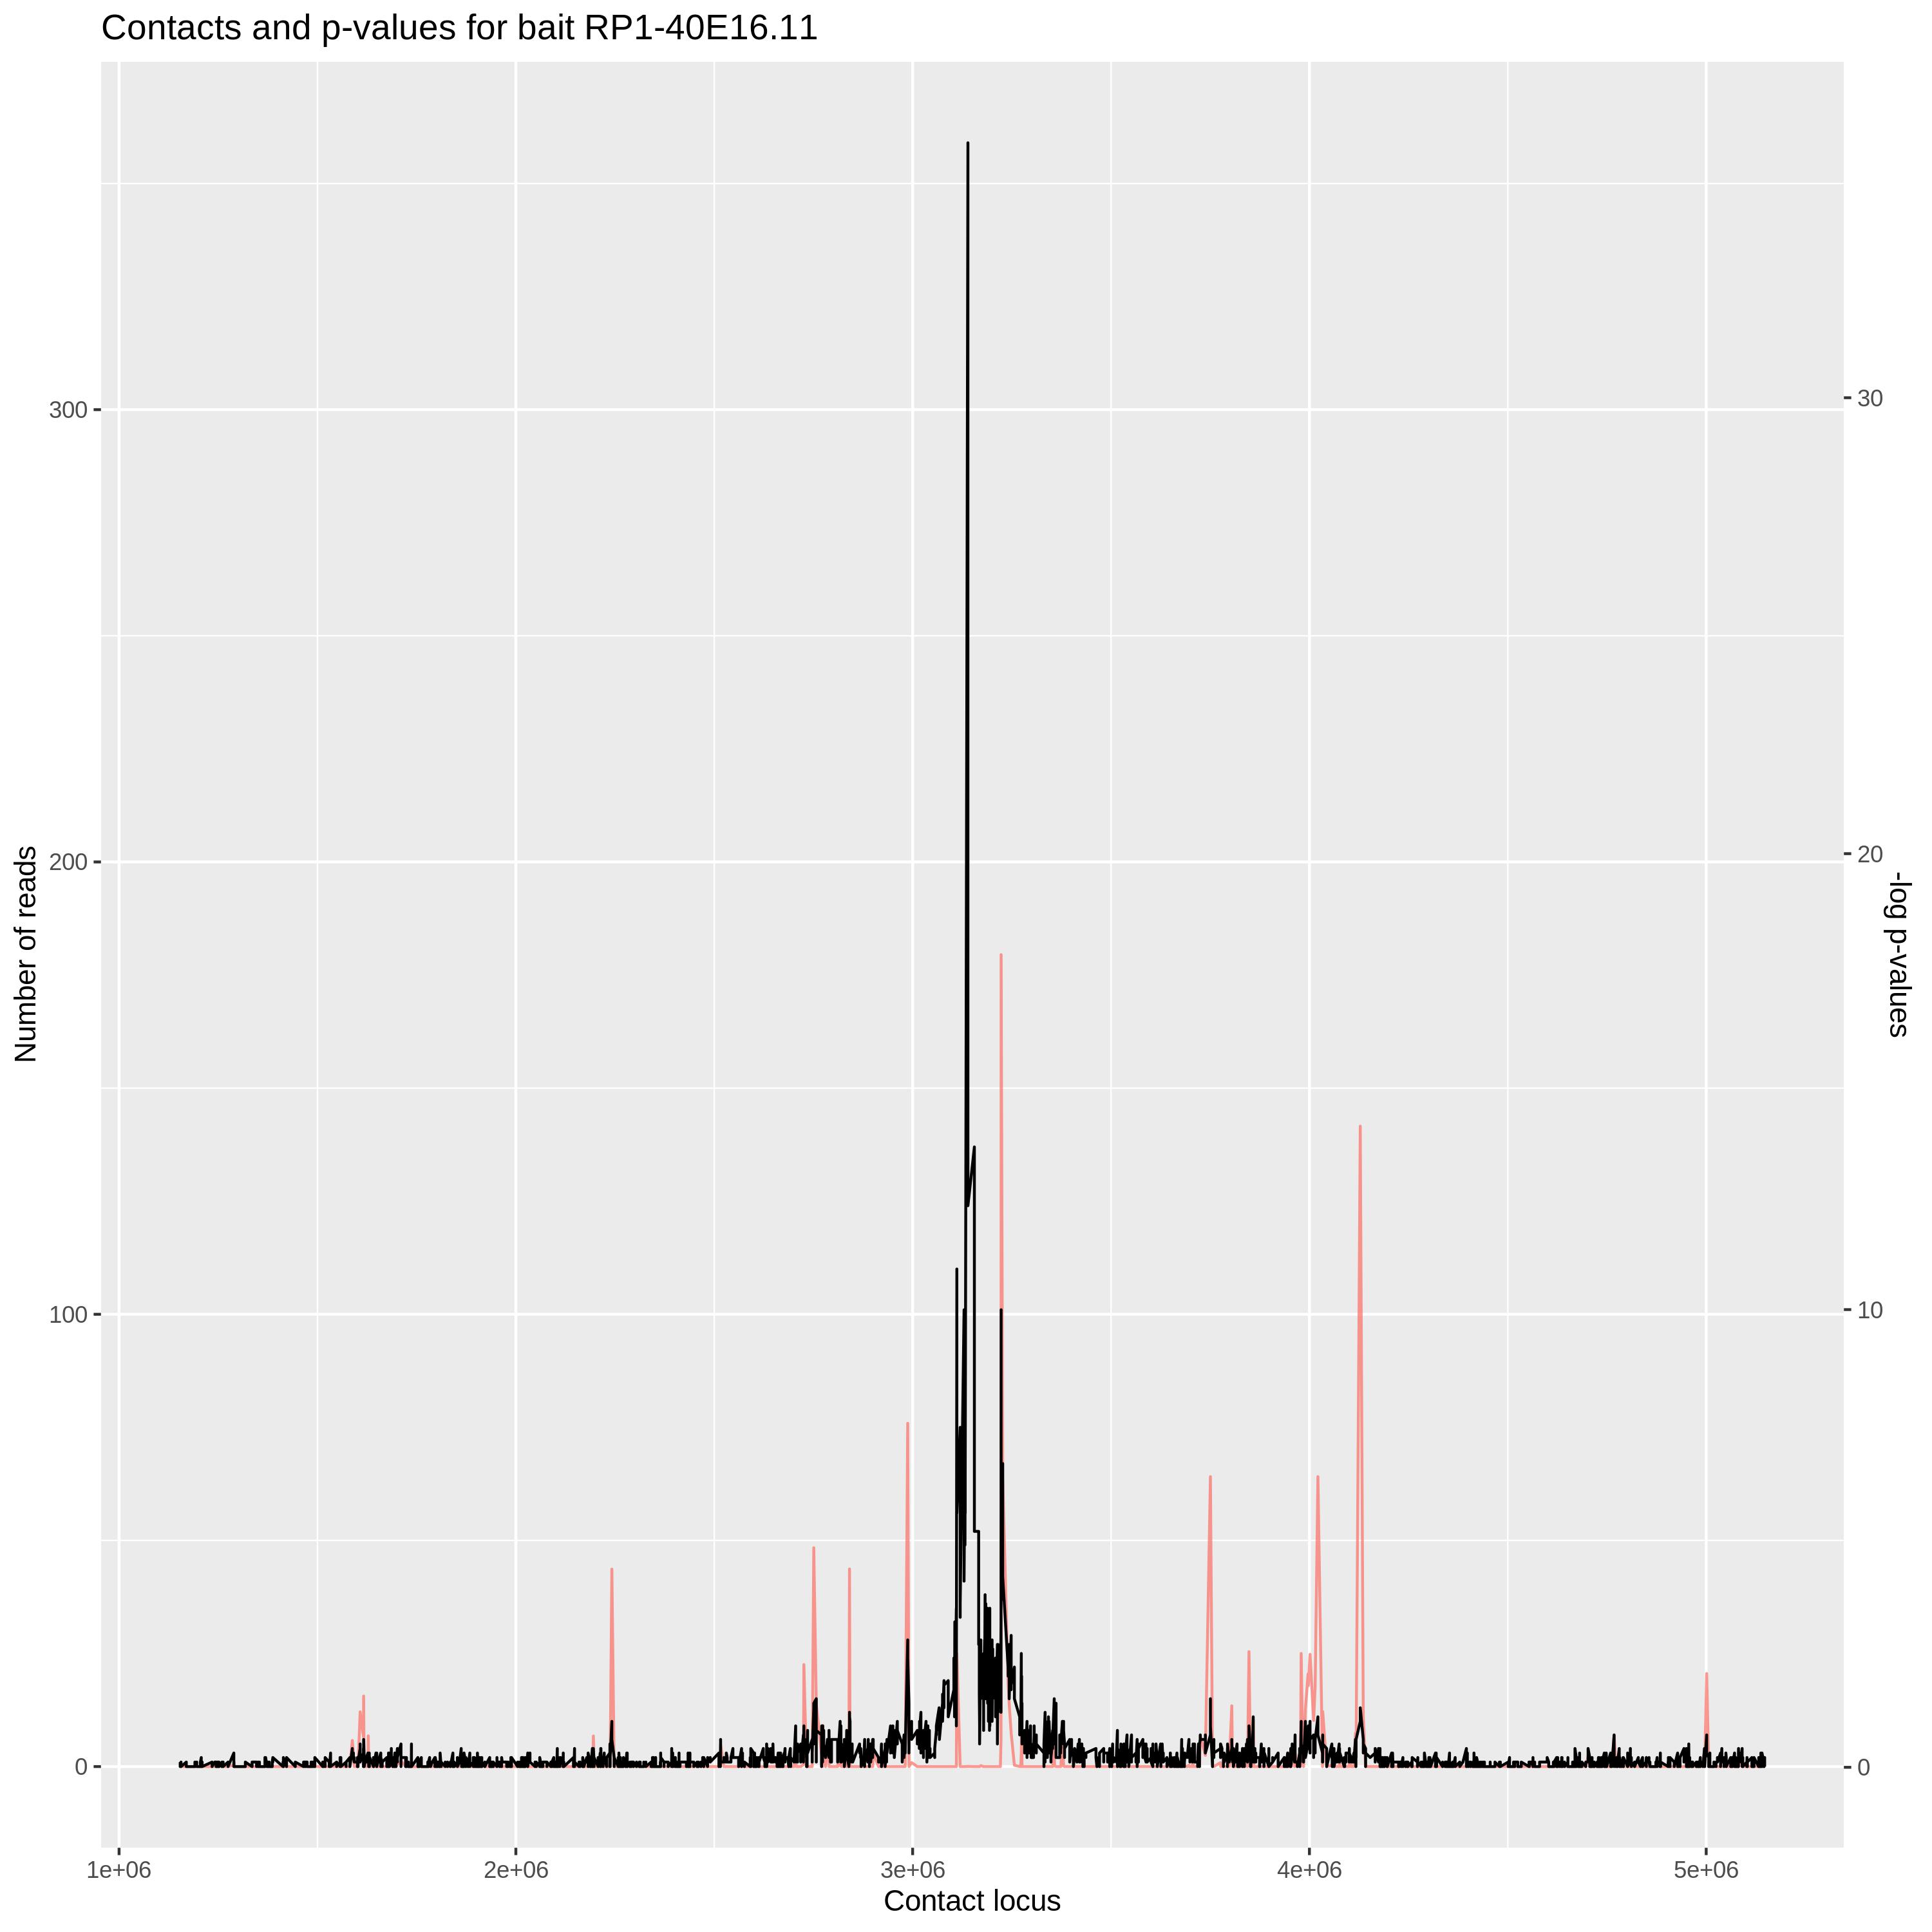 Contacts and p-values for bait RP1-40E16.11
Number of reads
300
200
100
0
30
20
10
0
-log p-values
1e+06
2e+06
3e+06
4e+06
5e+06
Contact locus